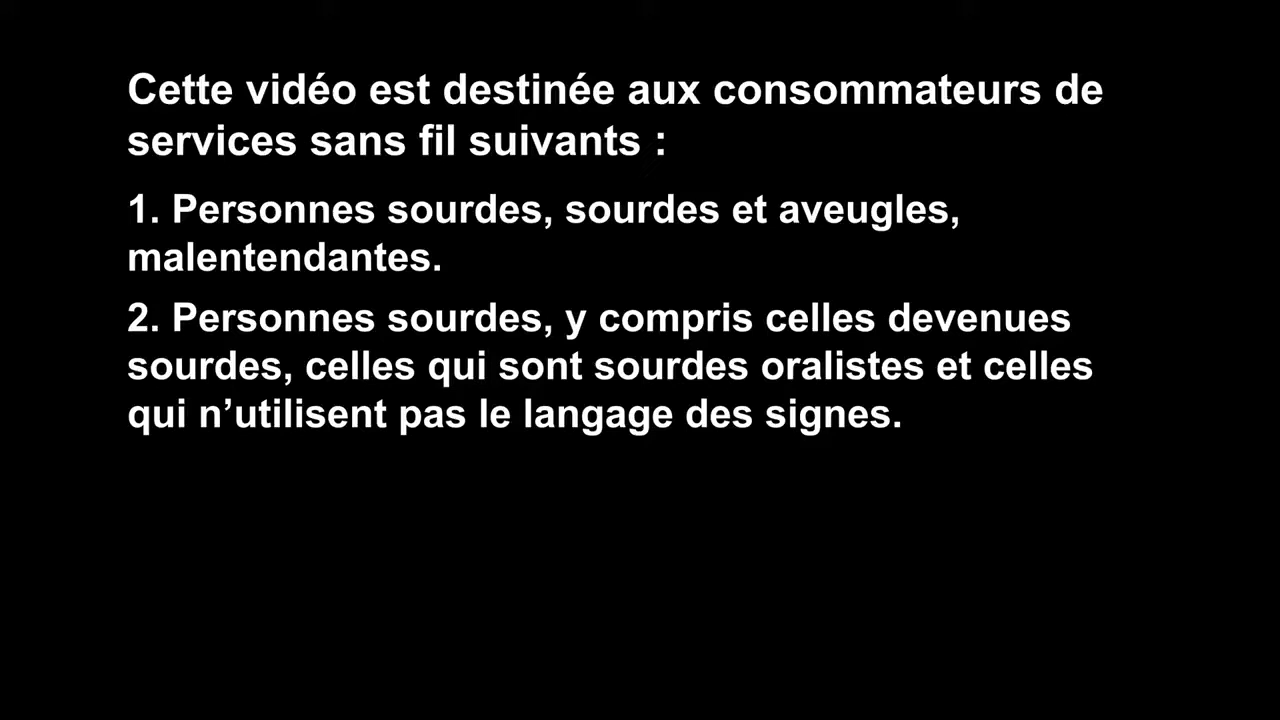 Cette vidéo est destinée aux consommateurs de
services sans fil suivants :
1. Personnes sourdes, sourdes et aveugles,
malentendantes.
2. Personnes sourdes, y compris celles devenues
sourdes, celles qui sont sourdes oralistes et celles
qui n’utilisent pas le langage des signes.